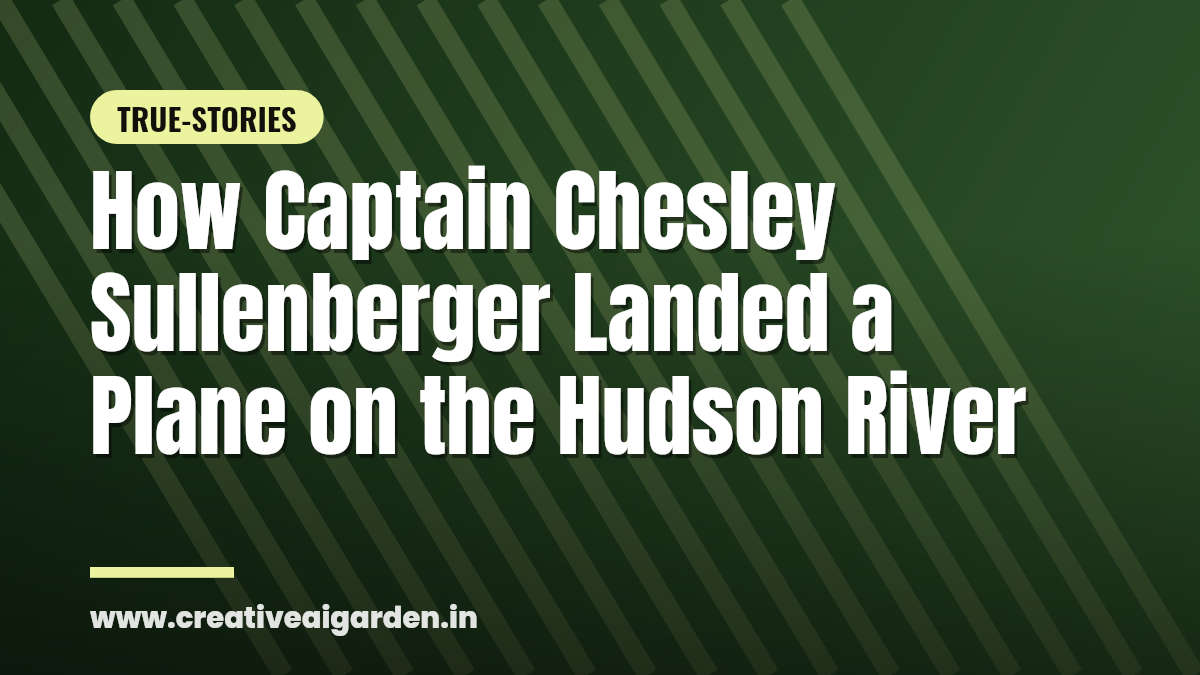 TRUE-STORIES
How Captain Chesley
Sullenberger Landed a
Plane on the Hudson River
www.creativeaigarden.in